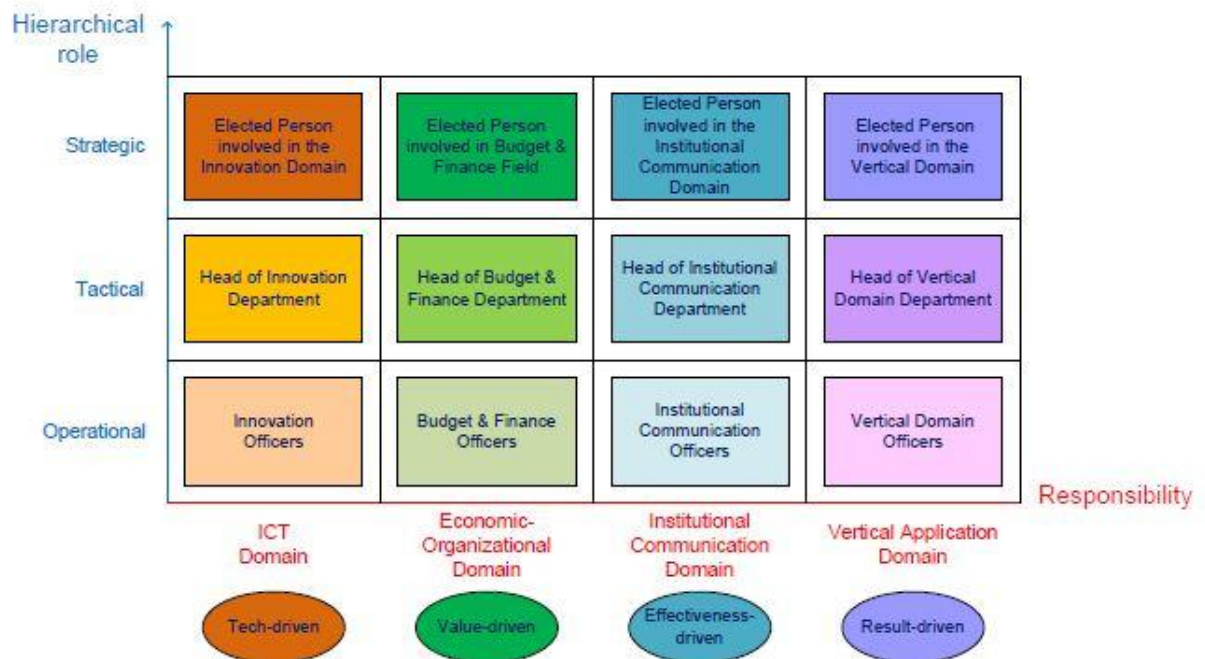 Hierarchical
role
Strategic
Elected Person
involved in the
Innovation Domain
Elected Person
involved in Budget &
Finance Field
Elected Person
involved in the
Institutional
Communication
Domain
Elected Person
involved in the
Vertical Domain
Tactical
Head of Innovation
Department
Head of Budget &
Finance Department
Head of Institutional
Communication
Department
Head of Vertical
Domain Department
Operational
Innovation
Officers
Budget & Finance
Officers
Institutional
Communication
Officers
Vertical Domain
Officers
Responsibility
ICT
Domain
Economic-
Organizational
Domain
Institutional
Communication
Domain
Vertical Application
Domain
Tech-driven
Value-driven
Effectiveness-
driven
Result-driven